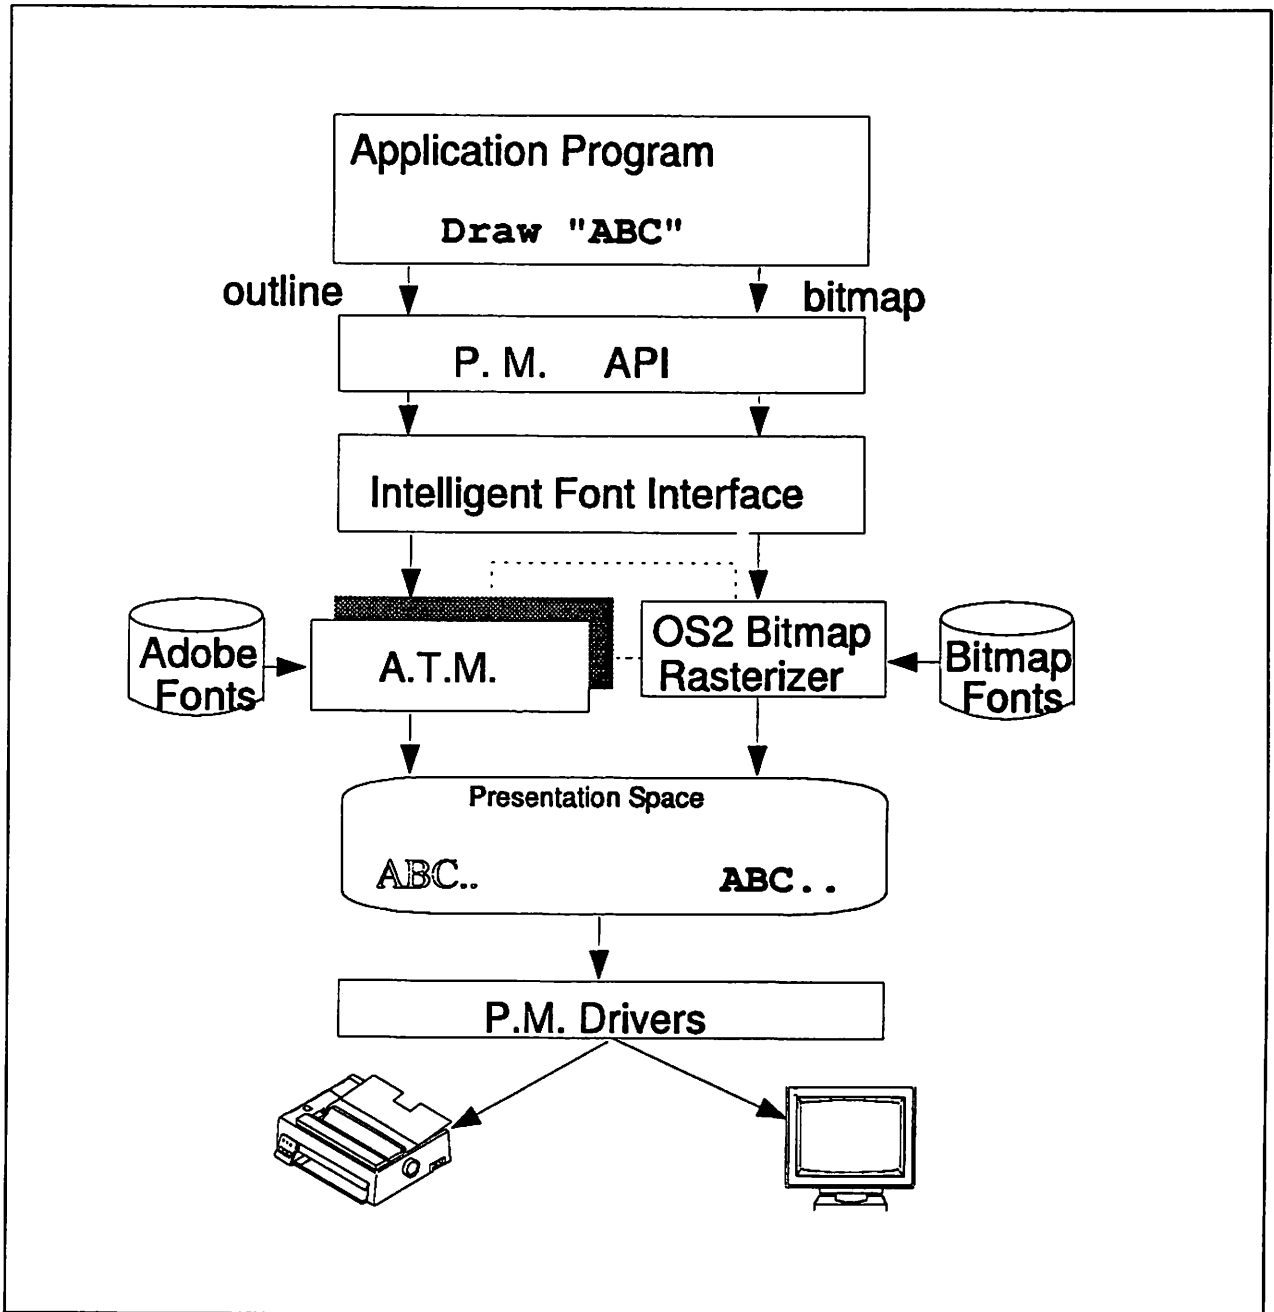 Application Program
Draw "ABC"
outline
bitmap
P. M. API
Intelligent Font Interface
Adobe
Fonts
A.T.M.
OS2 Bitmap
Rasterizer
Bitmap
Fonts
Presentation Space
ABC..
ABC..
P.M. Drivers